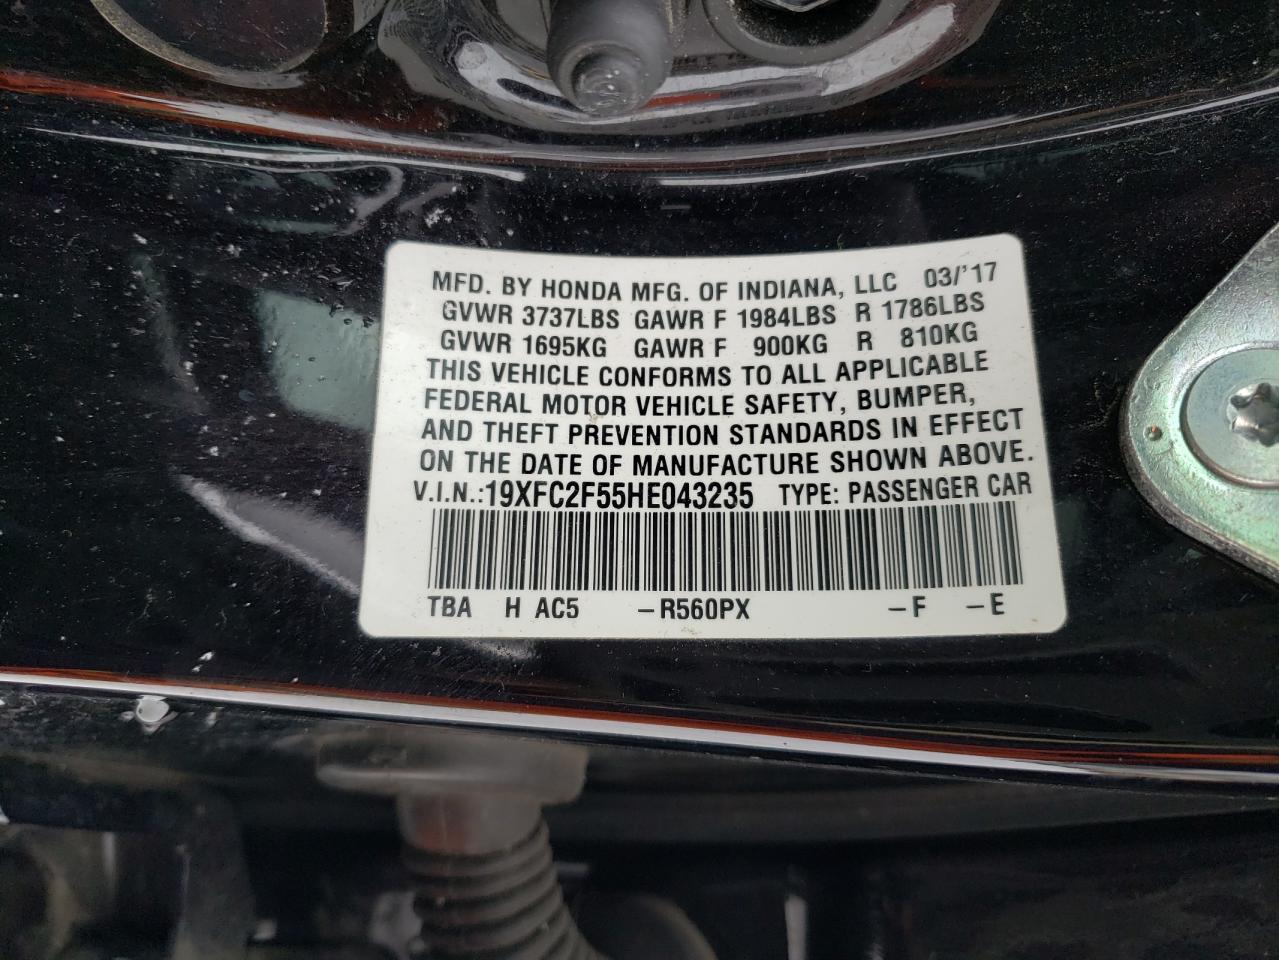 MFD. BY HONDA MFG. OF INDIANA, LLC 03/'17
GVWR 3737LBS GAWR F 1984LBS R 1786LBS
GVWR 1695KG GAWR F 900KG R 810KG
THIS VEHICLE CONFORMS TO ALL APPLICABLE
FEDERAL MOTOR VEHICLE SAFETY, BUMPER,
AND THEFT PREVENTION STANDARDS IN EFFECT
ON THE DATE OF MANUFACTURE SHOWN ABOVE.
V.I.N.:19XFC2F55HE043235 TYPE: PASSENGER CAR
TBA H AC5 -R560PX -F -E